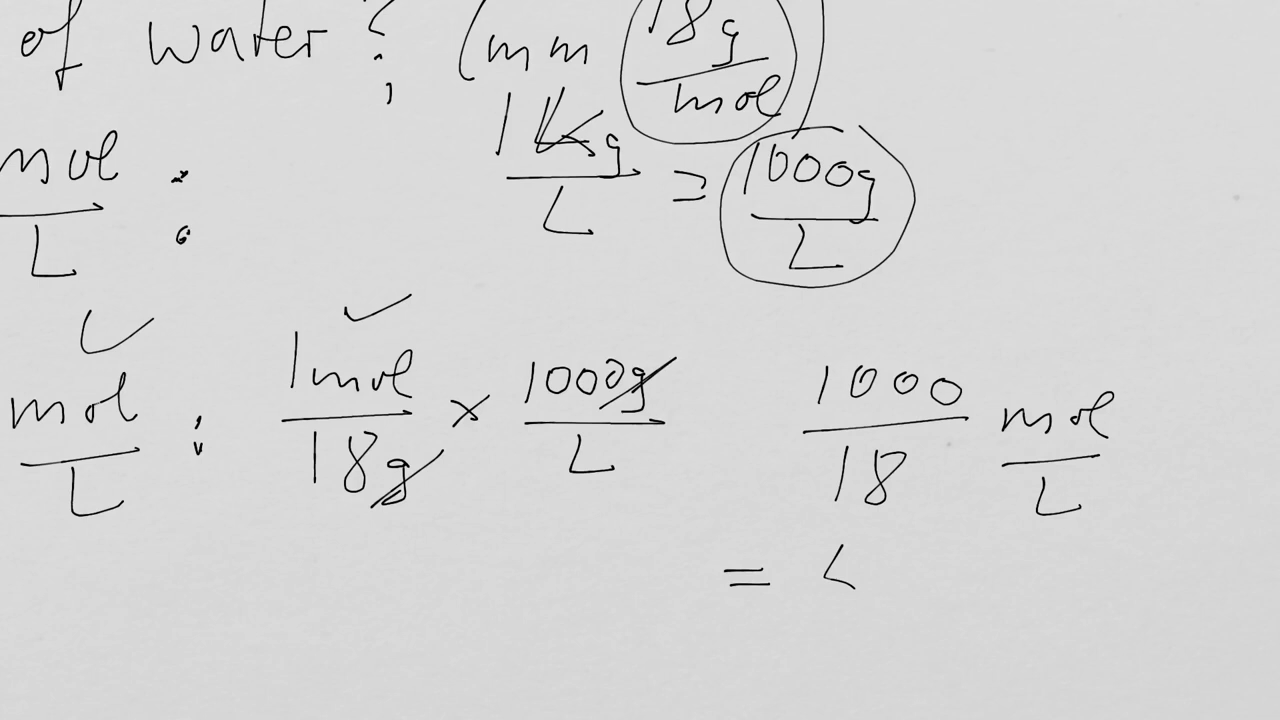 of water? (mm 18g/mol)
mol/L : 1kg/L = 1000g/L
mol/L : 1mol/18g × 1000g/L 1000/18 mol/L
= <